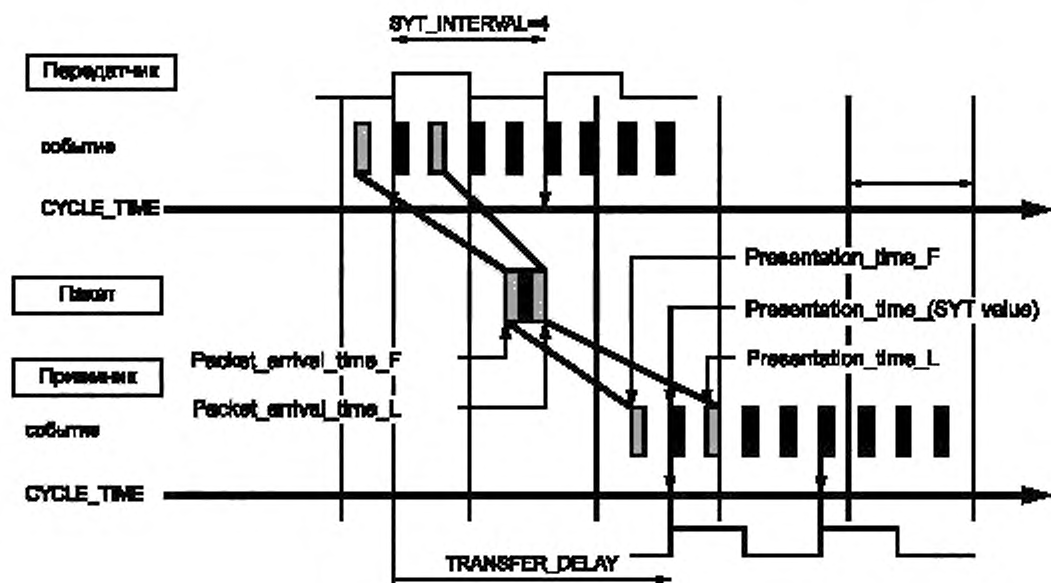 SYT_INTERVAL=4
Передатчик
событие
CYCLE_TIME
Presentation_time_F
Пакет
Presentation_time_(SYT value)
Packet_arrival_time_F
Presentation_time_L
Приемник
Packet_arrival_time_L
событие
CYCLE_TIME
TRANSFER_DELAY